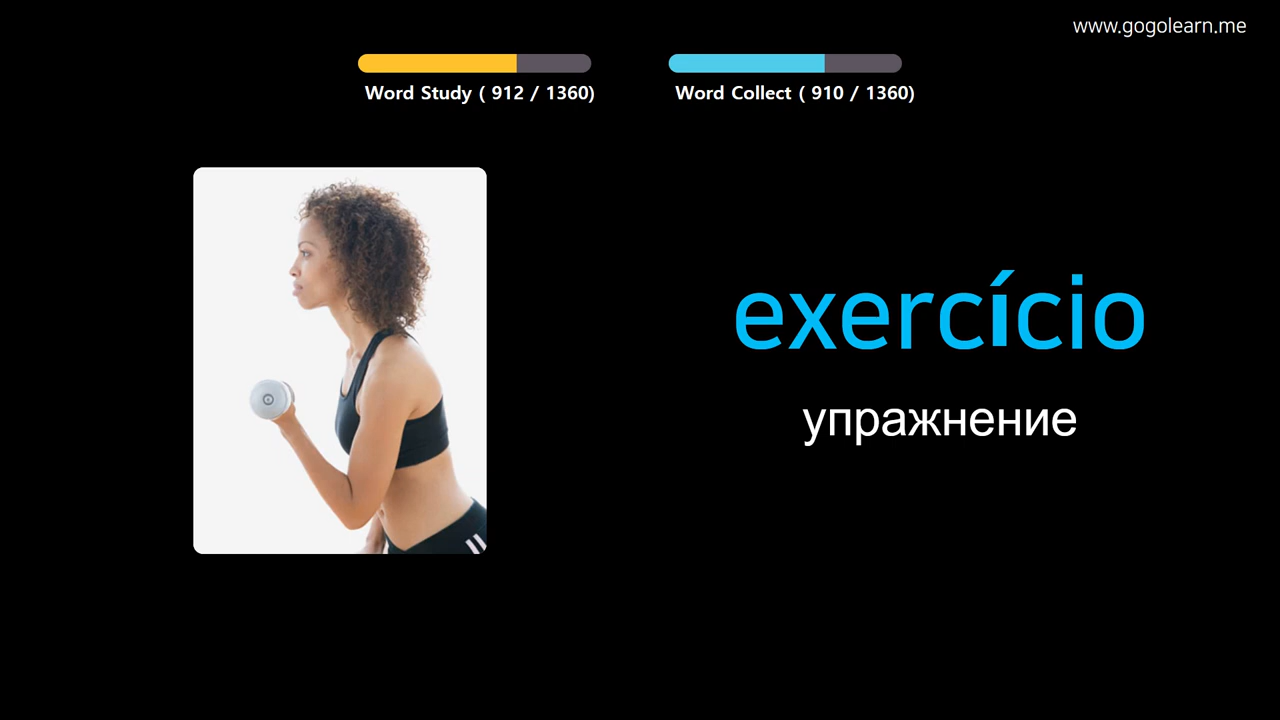 www.gogolearn.me
Word Study ( 912 / 1360)
Word Collect ( 910 / 1360)
exercício
упражнение